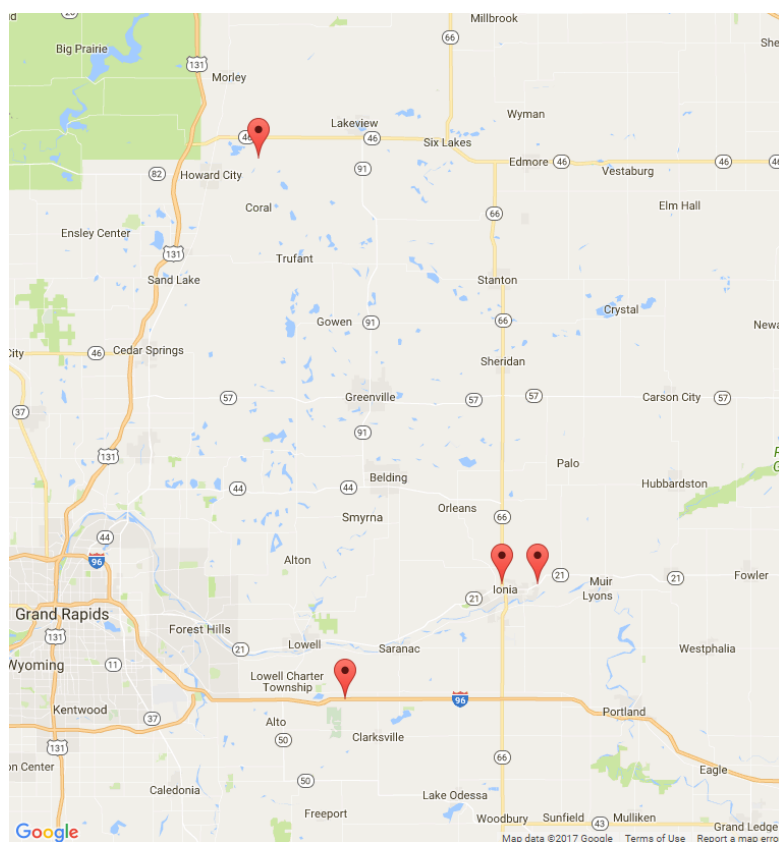 Millbrook
66
131
Big Prairie
Morley
Wyman
Lakeview
46
46
Six Lakes
Edmore
46
Vestaburg
46
46
82
Howard City
91
Elm Hall
Coral
66
Ensley Center
131
Trufant
Sand Lake
Stanton
Crystal
Gowen
91
66
City
46
Cedar Springs
Sheridan
57
Greenville
57
57
Carson City
57
37
91
131
Palo
44
44
Belding
Hubbardston
Orleans
Smyrna
66
44
96
Alton
21
21
Fowler
Ionia
Muir
Lyons
21
Grand Rapids
Forest Hills
131
21
Lowell
Saranac
Westphalia
Wyoming
11
Lowell Charter
Township
96
Kentwood
37
Alto
Portland
50
Clarksville
131
66
Eagle
on Center
50
Caledonia
Lake Odessa
Freeport
Woodbury
43
Sunfield
Mulliken
Grand Ledge
Google
Map data ©2017 Google
Terms of Use
Report a map erro